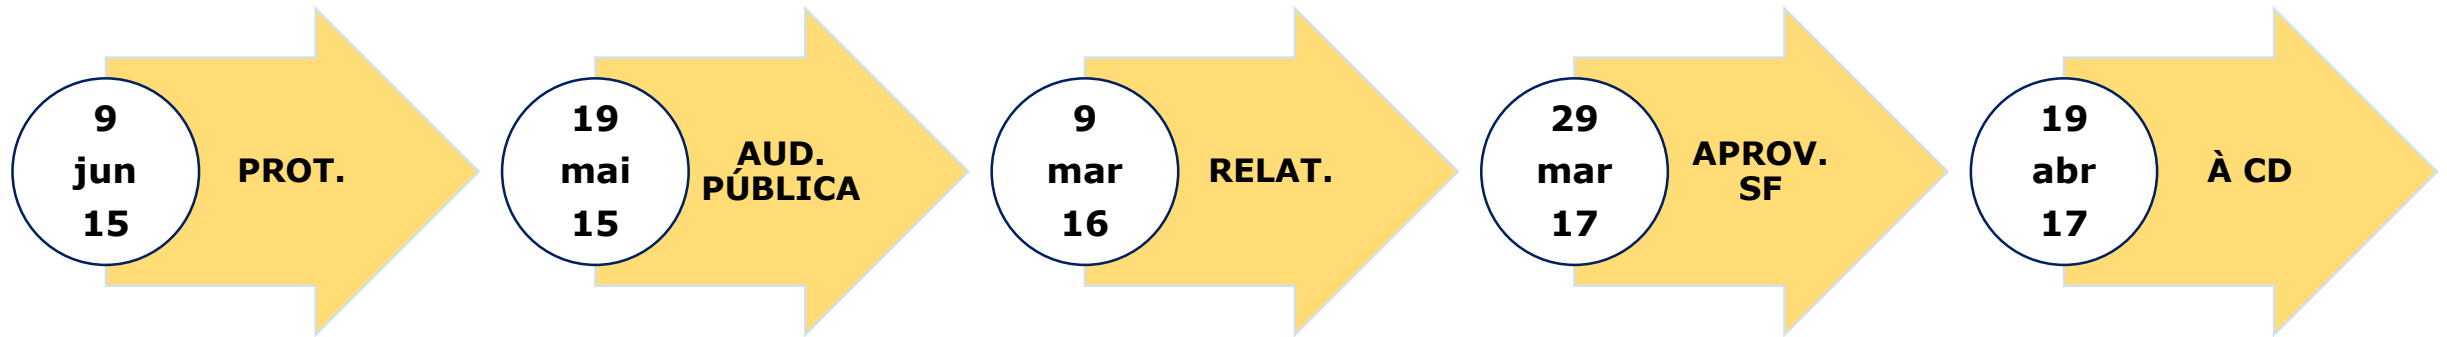 9
jun
15
PROT.
19
mai
15
AUD.
PÚBLICA
9
mar
16
RELAT.
29
mar
17
APROV.
SF
19
abr
17
À CD